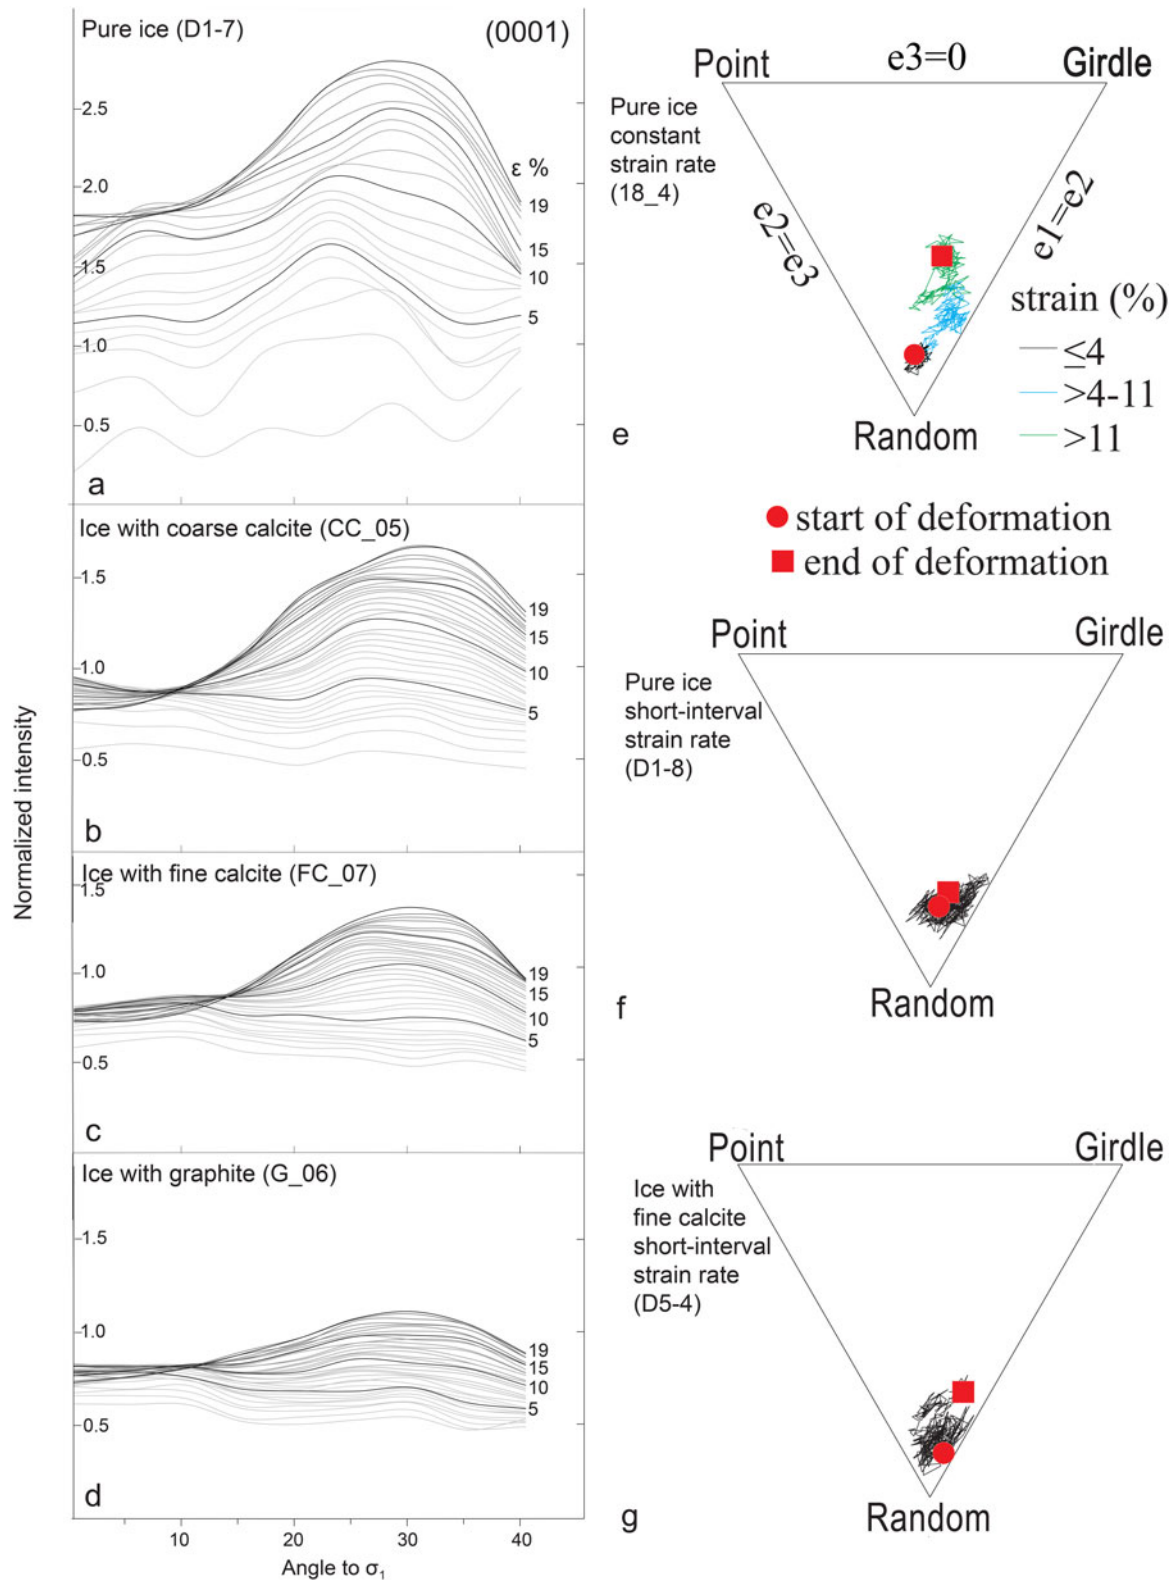 Pure ice (D1-7)
(0001)
2.5
2.0
1.5
1.0
0.5
ε %
19
15
10
5
a
Ice with coarse calcite (CC_05)
1.5
1.0
0.5
19
15
10
5
b
Ice with fine calcite (FC_07)
1.5
1.0
0.5
19
15
10
5
c
Ice with graphite (G_06)
1.5
1.0
0.5
19
15
10
5
d
10
20
30
40
Angle to σ1
Normalized intensity
Point
e3=0
Girdle
Pure ice
constant
strain rate
(18_4)
e2=e3
e1=e2
Random
e
strain (%)
≤4
>4-11
>11
start of deformation
end of deformation
Point
Girdle
Pure ice
short-interval
strain rate
(D1-8)
Random
f
Point
Girdle
Ice with
fine calcite
short-interval
strain rate
(D5-4)
Random
g